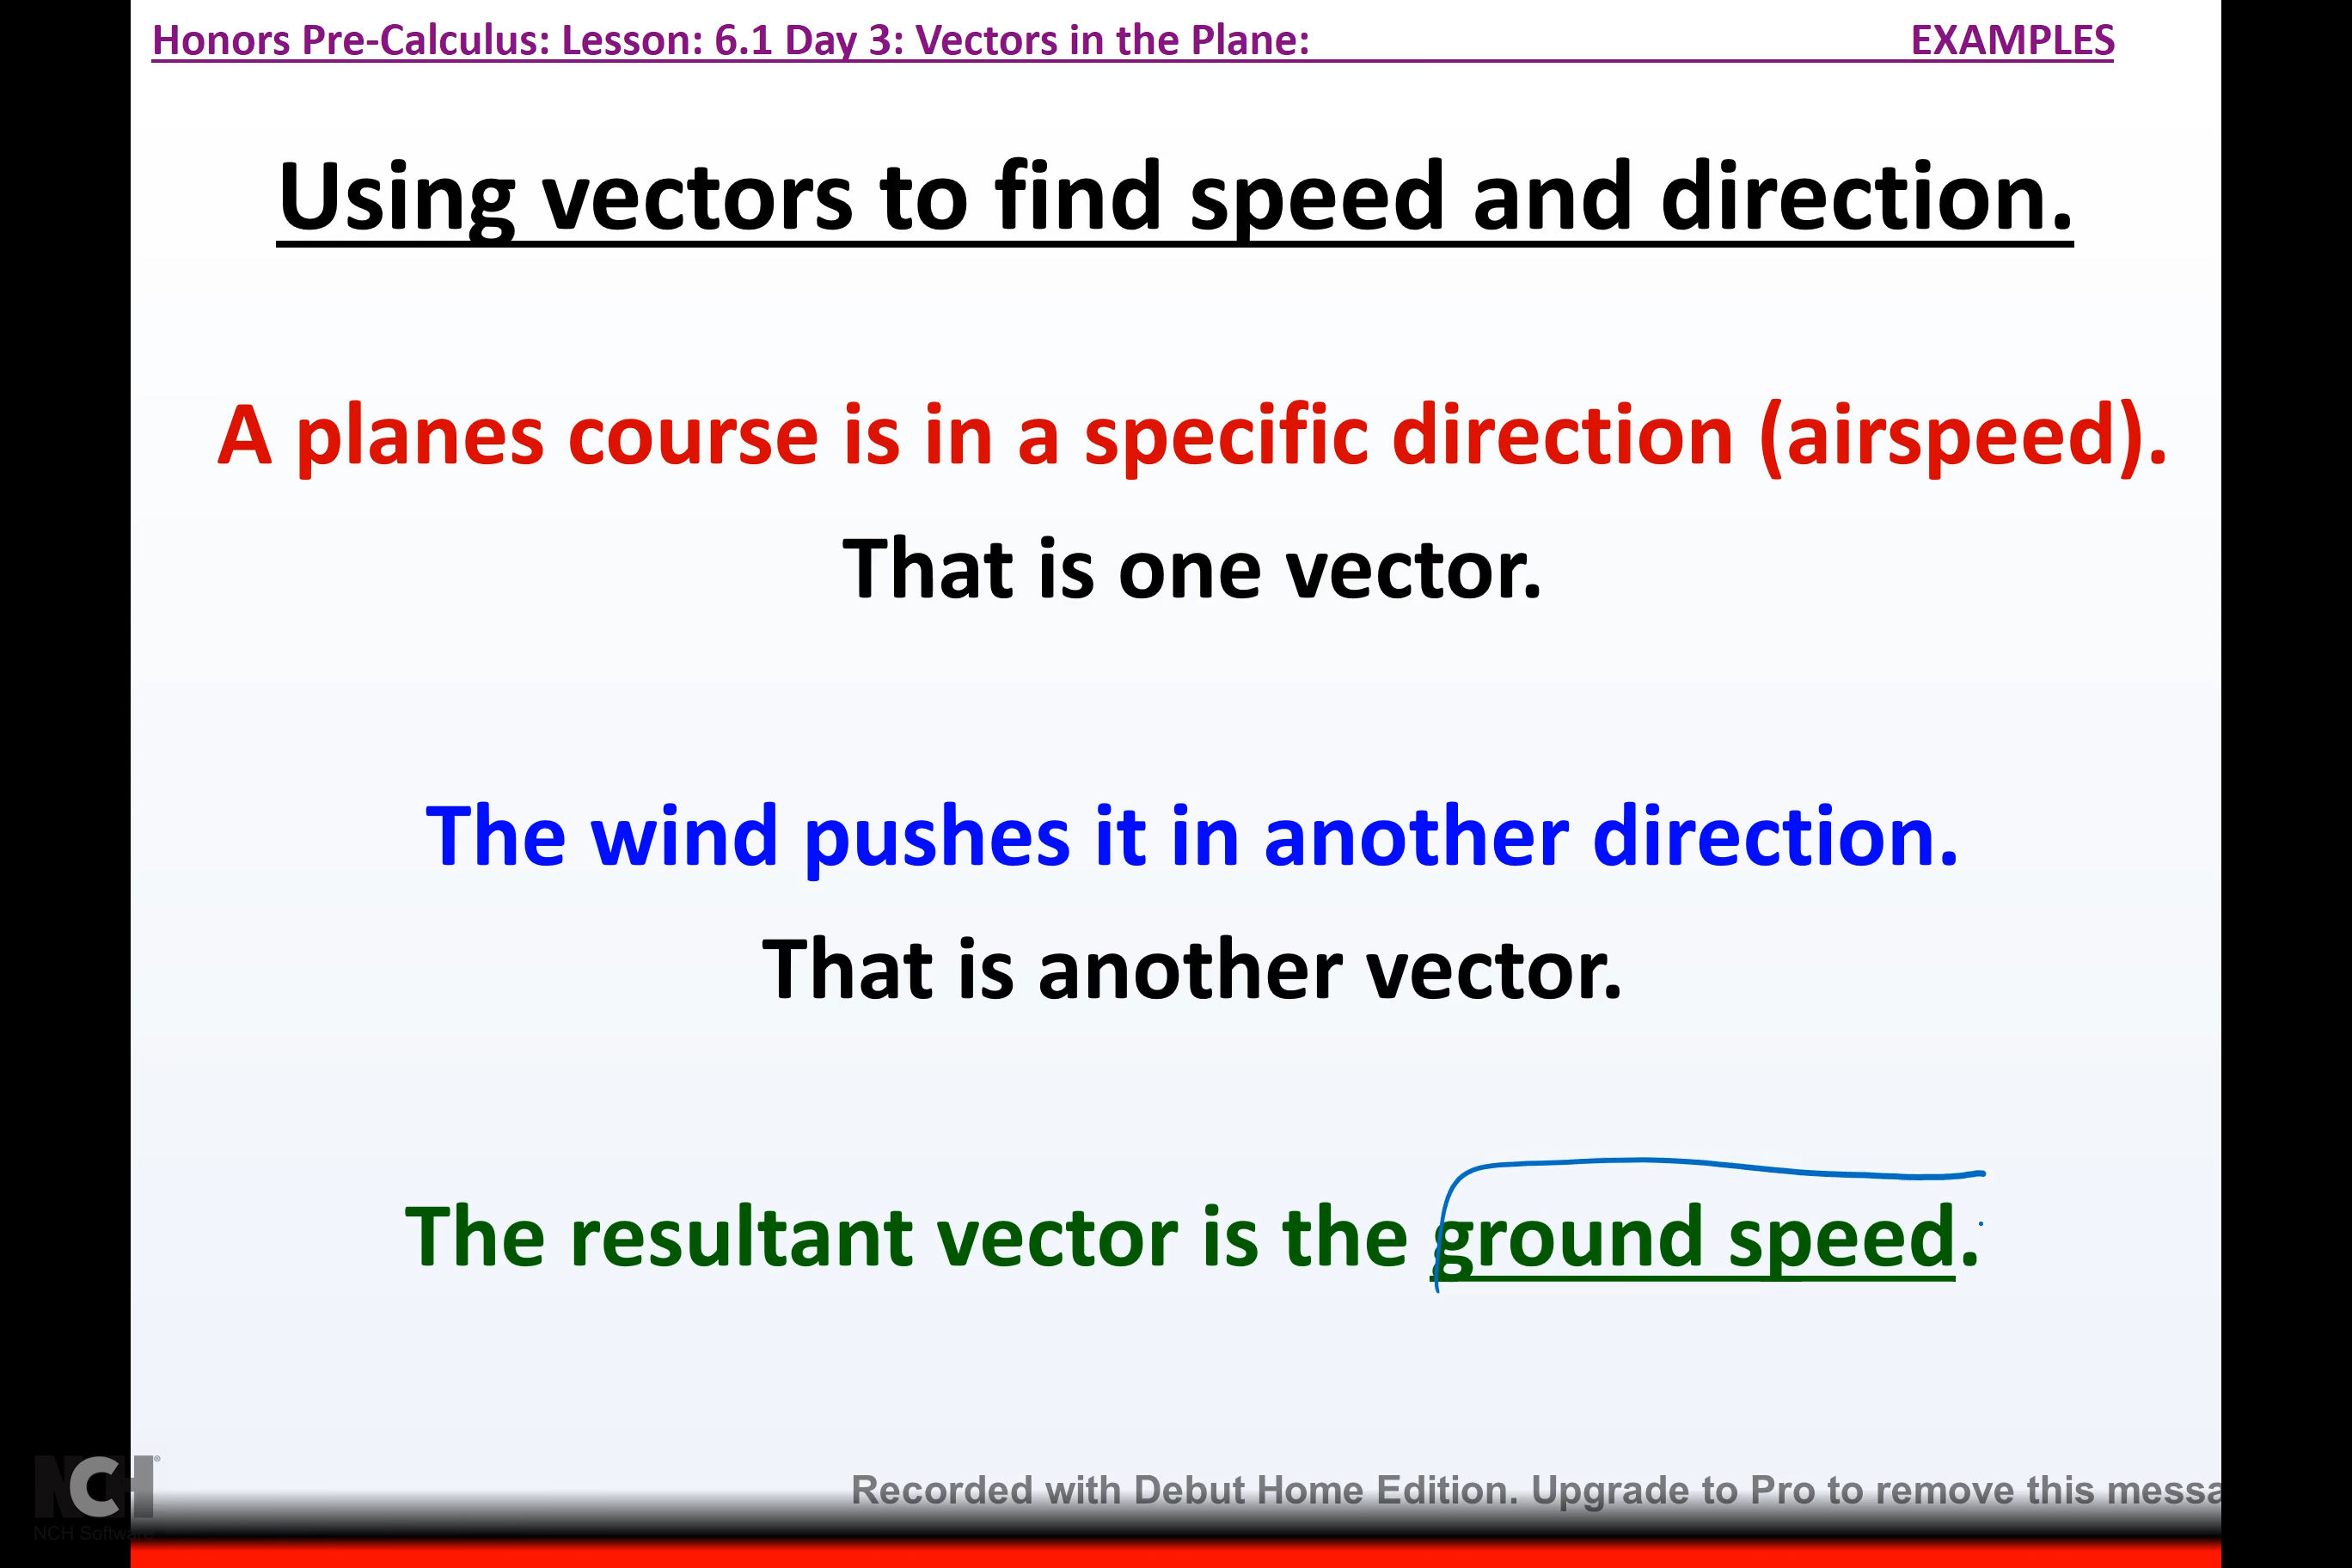 Honors Pre-Calculus: Lesson: 6.1 Day 3: Vectors in the Plane: EXAMPLES
Using vectors to find speed and direction.
A planes course is in a specific direction (airspeed).
That is one vector.
The wind pushes it in another direction.
That is another vector.
The resultant vector is the ground speed.
NCH®
Recorded with Debut Home Edition. Upgrade to Pro to remove this messa
NCH Software